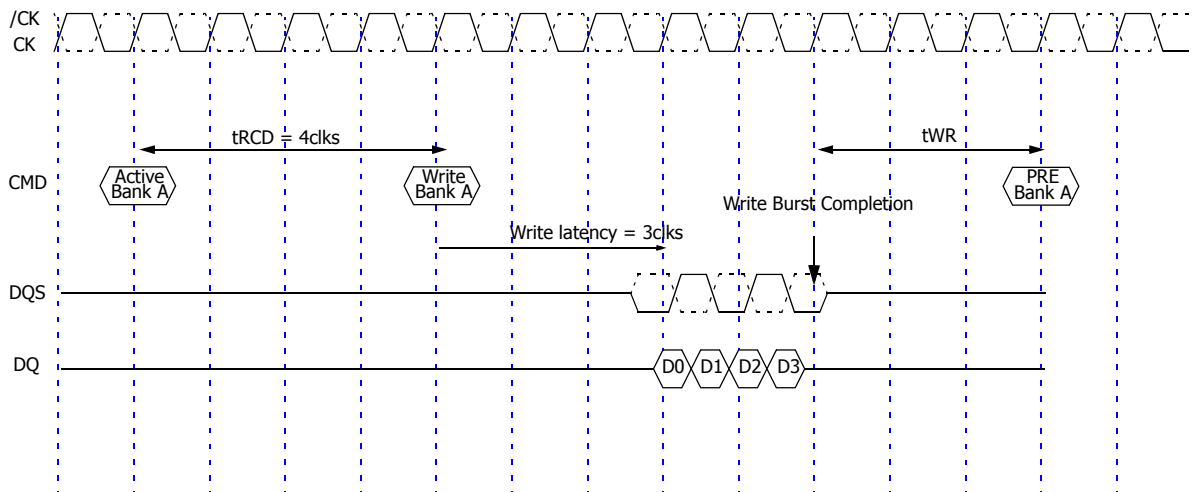 /CK
CK
tRCD = 4clks
tWR
CMD
Active
Bank A
Write
Bank A
PRE
Bank A
Write Burst Completion
Write latency = 3clks
DQS
DQ
D0
D1
D2
D3